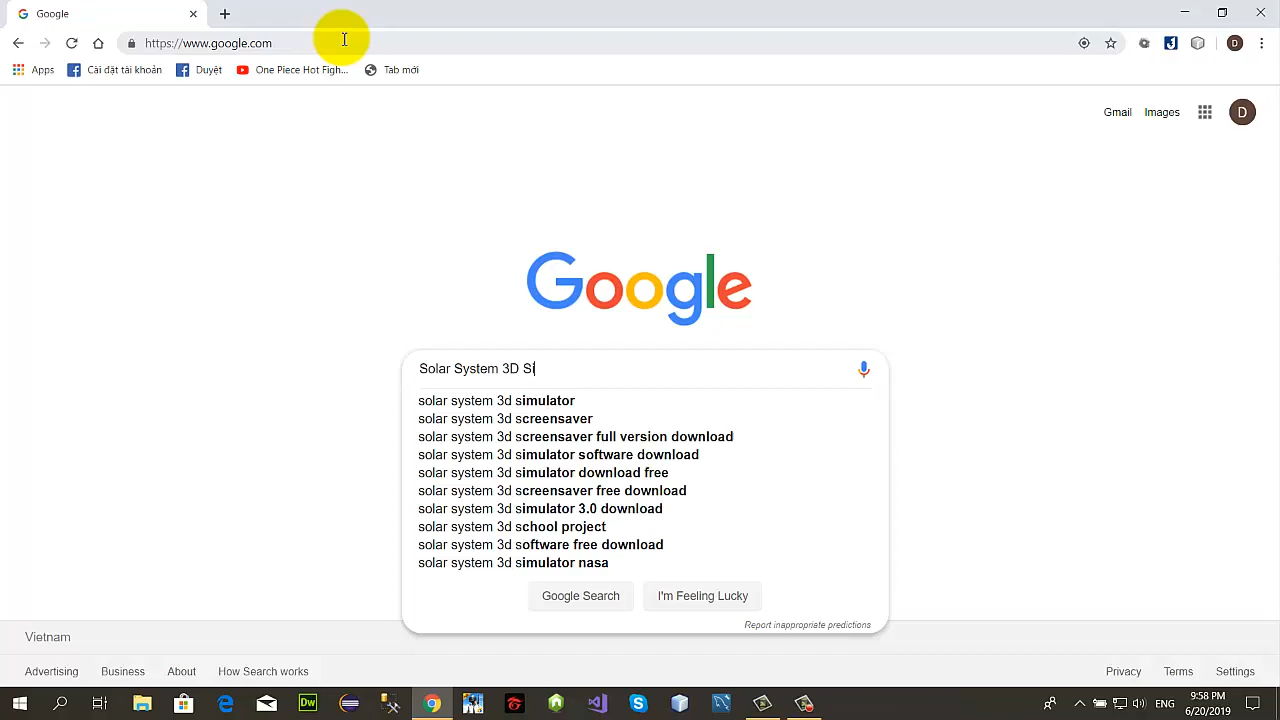 Google
https://www.google.com
Apps Cài đặt tài khoản Duyệt One Piece Hot Figh... Tab mới
Gmail Images D
Google
Solar System 3D Si
solar system 3d simulator
solar system 3d screensaver
solar system 3d screensaver full version download
solar system 3d simulator software download
solar system 3d simulator download free
solar system 3d screensaver free download
solar system 3d simulator 3.0 download
solar system 3d school project
solar system 3d software free download
solar system 3d simulator nasa
Google Search I'm Feeling Lucky
Report inappropriate predictions
Vietnam
Advertising Business About How Search works Privacy Terms Settings
Dw ENG 9:58 PM
6/20/2019